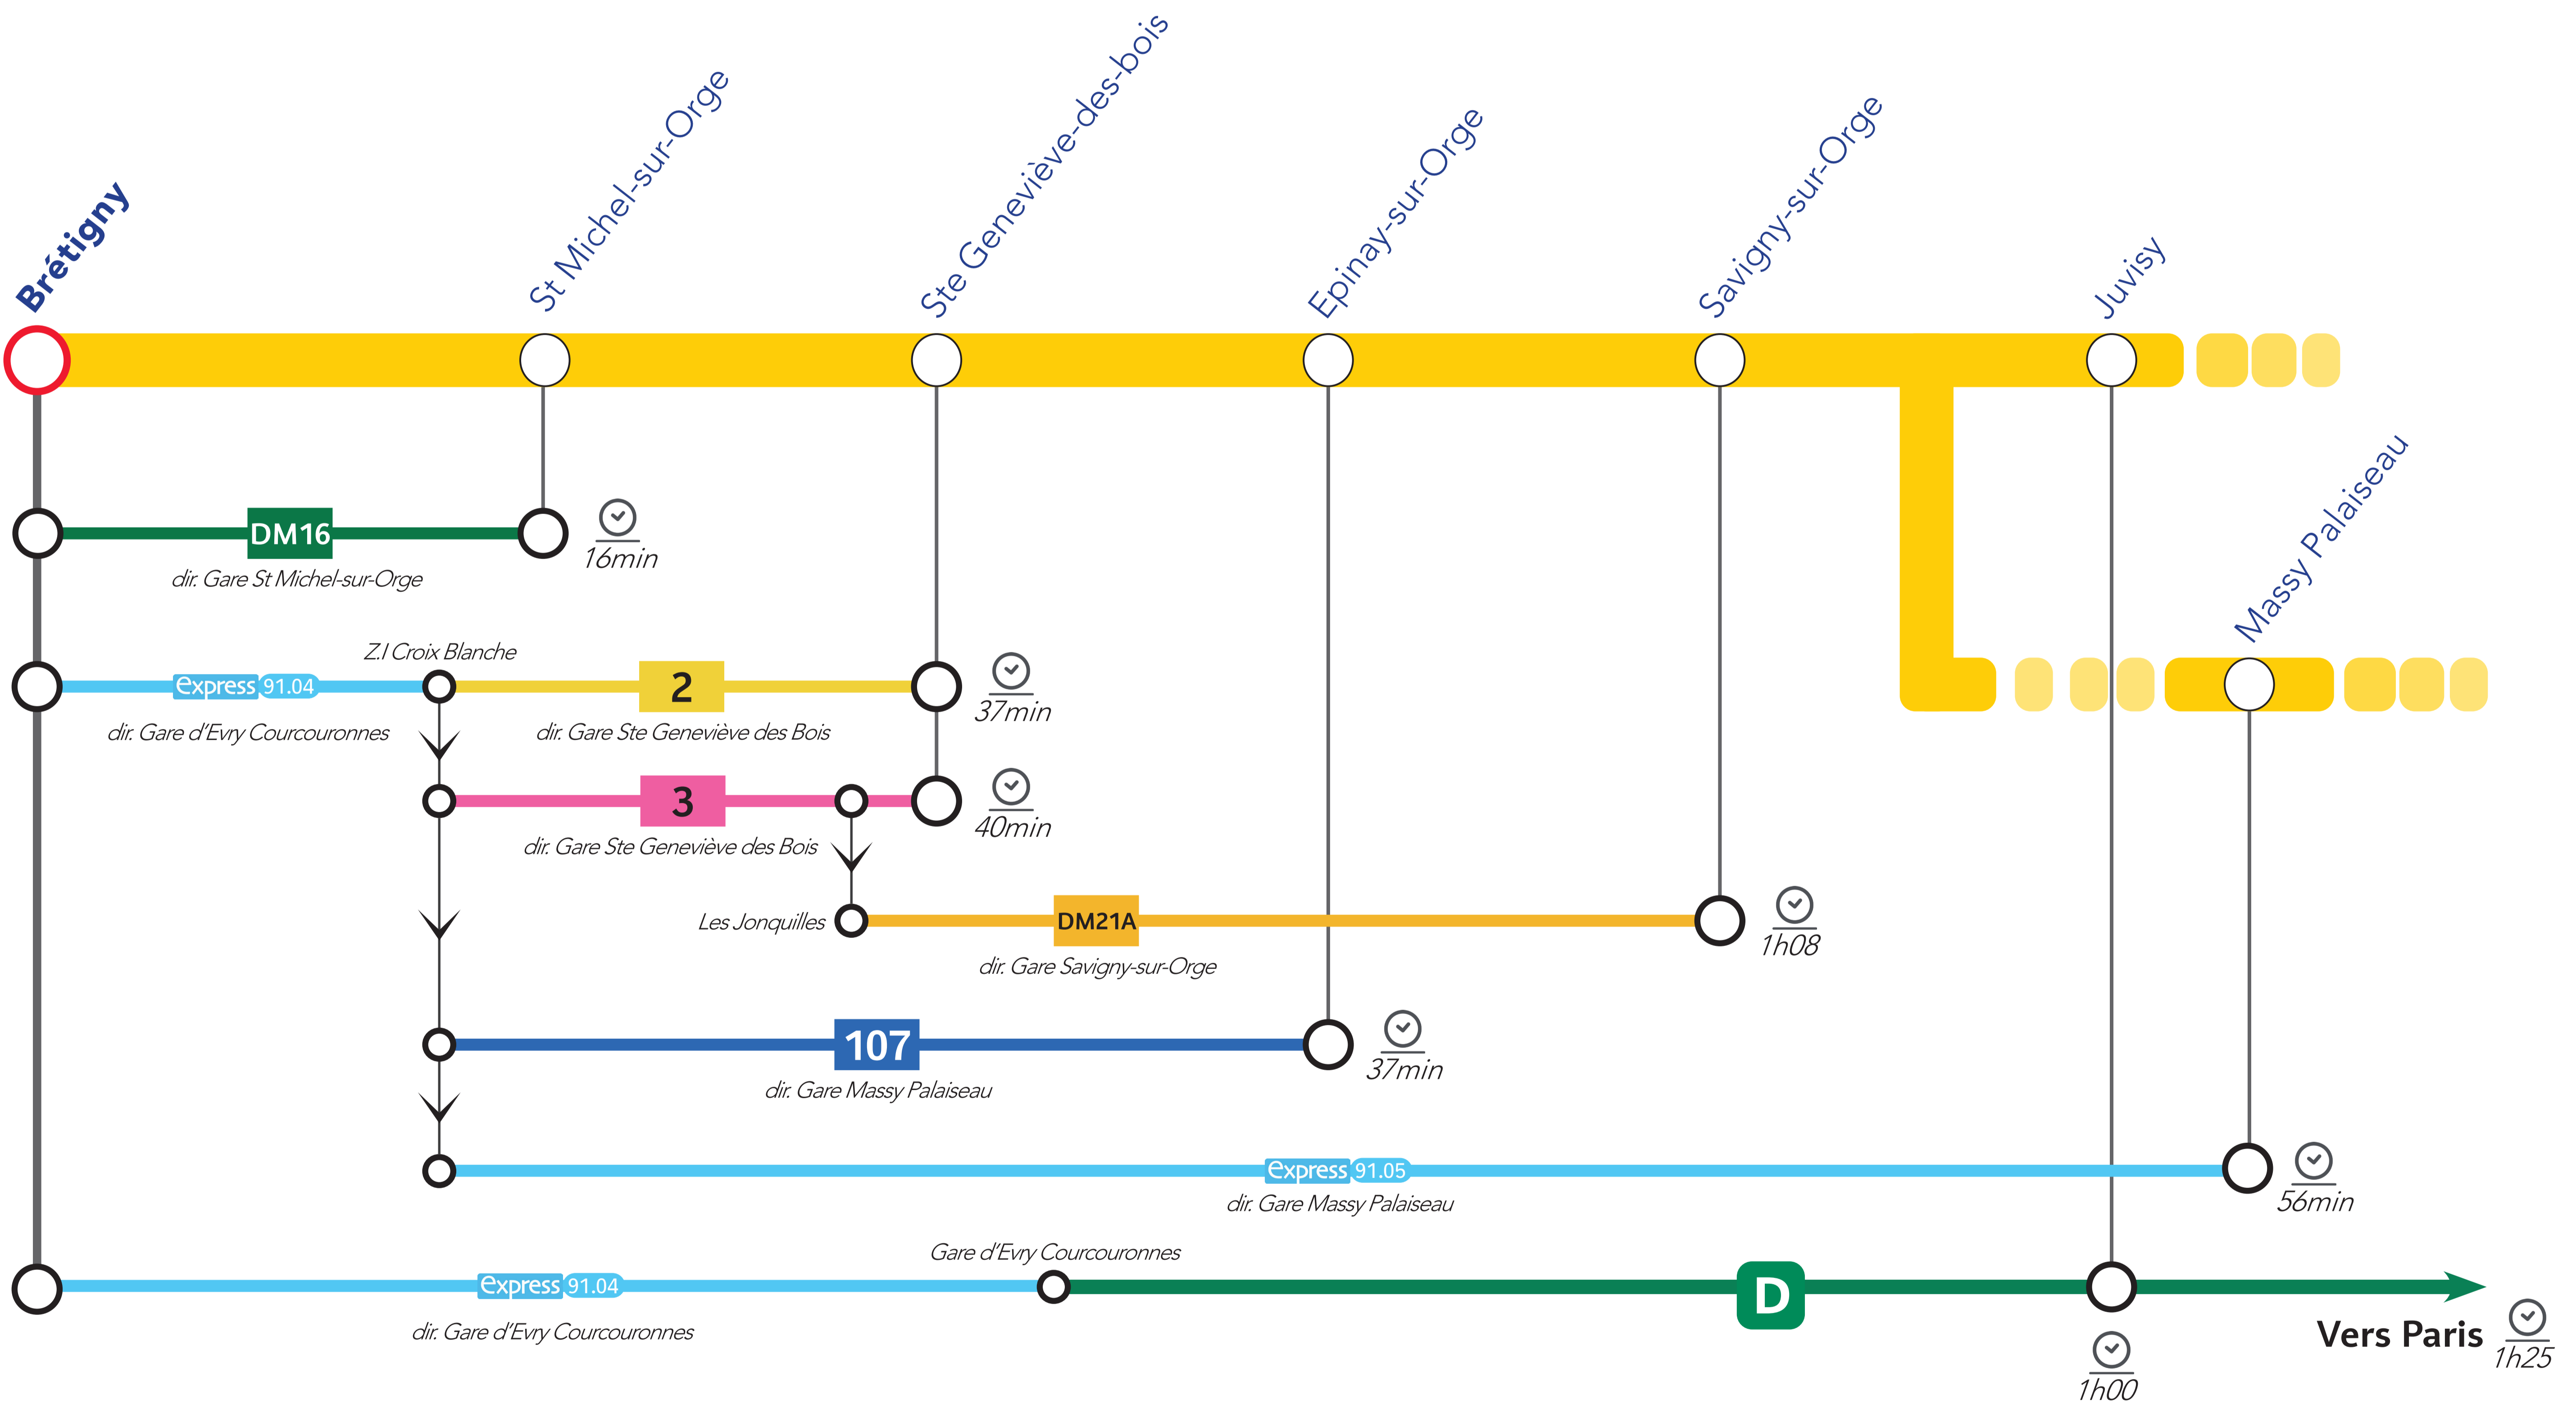 Brétigny
St Michel-sur-Orge
Ste Geneviève-des-bois
Epinay-sur-Orge
Savigny-sur-Orge
Juvisy
Massy Palaiseau
DM16
16min
dir. Gare St Michel-sur-Orge
Z.I Croix Blanche
express 91.04
2
37min
dir. Gare d'Evry Courcouronnes
dir. Gare Ste Geneviève des Bois
3
40min
dir. Gare Ste Geneviève des Bois
Les Jonquilles
DM21A
1h08
dir. Gare Savigny-sur-Orge
107
37min
dir. Gare Massy Palaiseau
express 91.05
56min
dir. Gare Massy Palaiseau
Gare d'Evry Courcouronnes
express 91.04
D
dir. Gare d'Evry Courcouronnes
Vers Paris
1h25
1h00